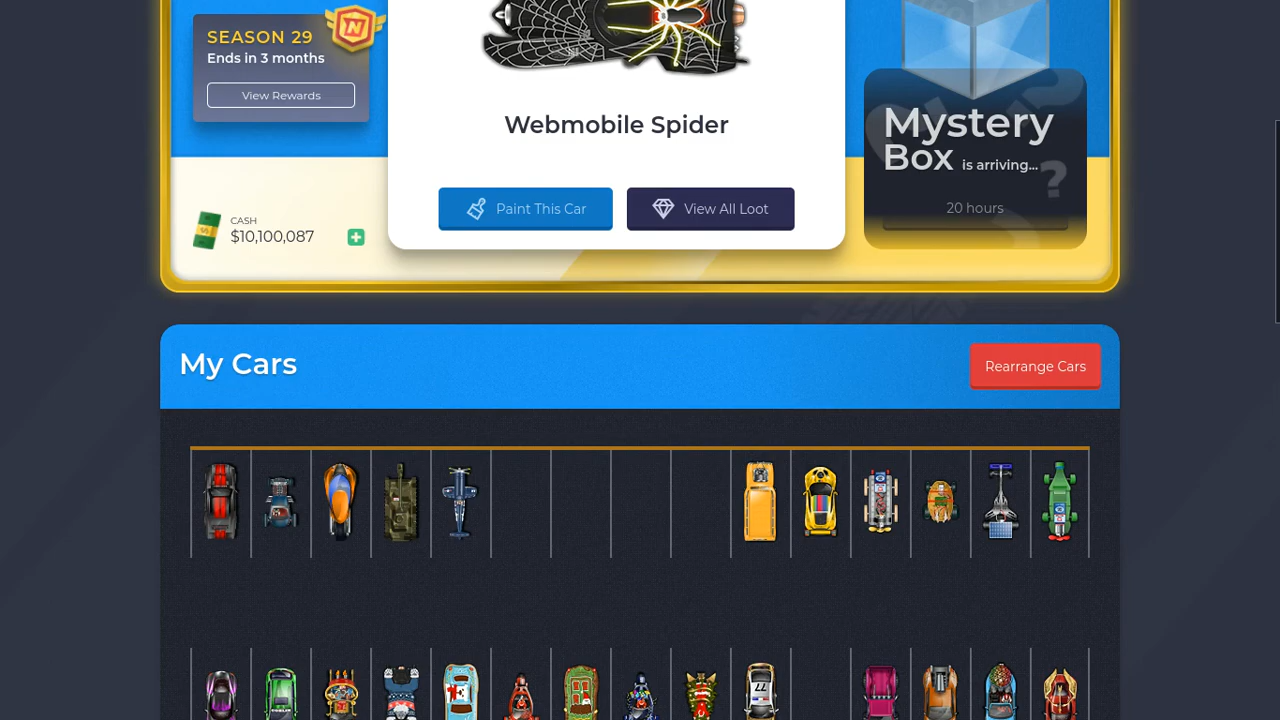 SEASON 29
Ends in 3 months
View Rewards
CASH
$10,100,087
Webmobile Spider
Paint This Car
View All Loot
Mystery
Box is arriving...
20 hours
My Cars
Rearrange Cars
77